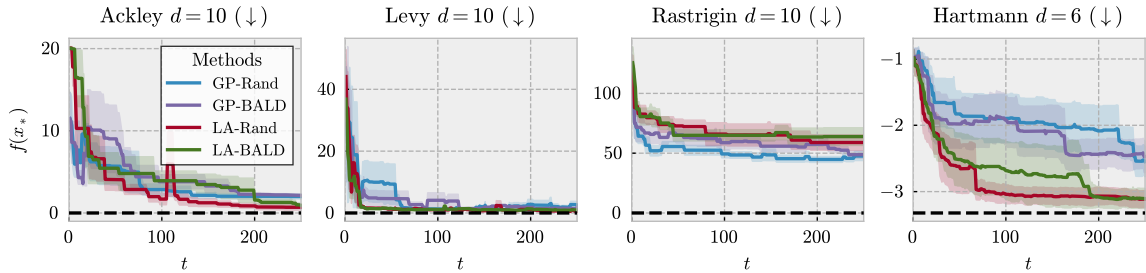 Ackley d = 10 (↓)
Levy d = 10 (↓)
Rastrigin d = 10 (↓)
Hartmann d = 6 (↓)
f(x*)
20
10
0
0
100
200
t
Methods
GP-Rand
GP-BALD
LA-Rand
LA-BALD
40
20
0
0
100
200
t
100
50
0
0
100
200
t
−1
−2
−3
0
100
200
t